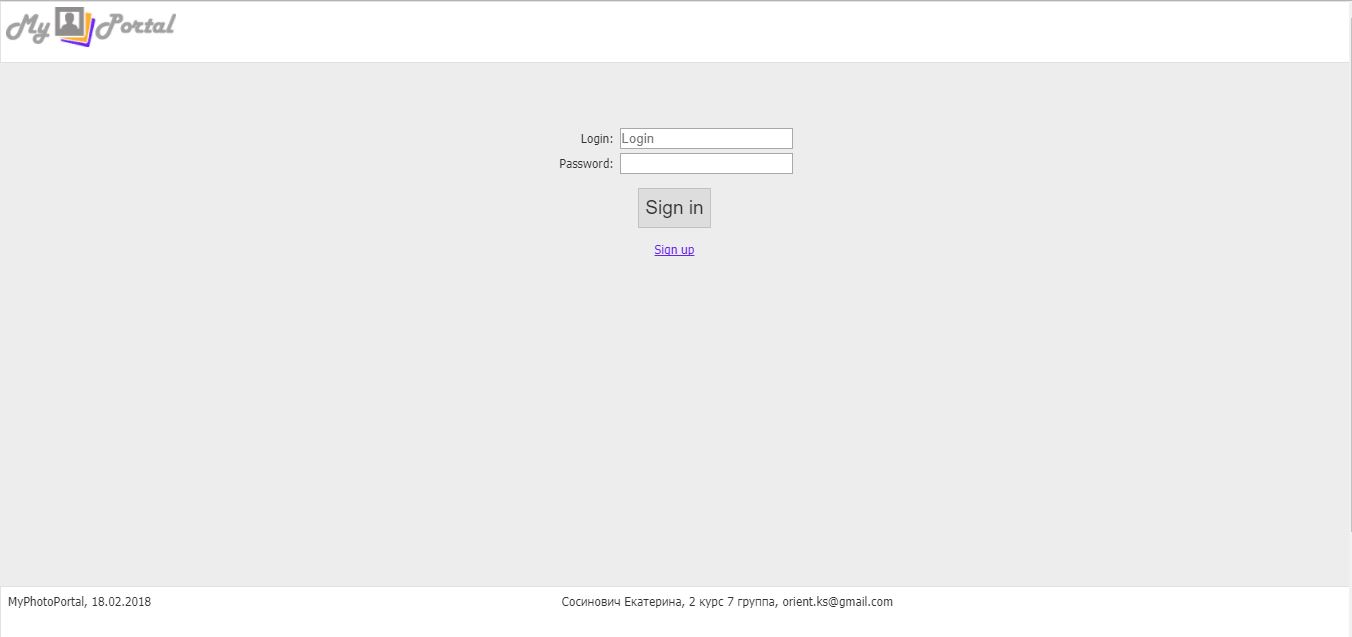 My Portal
Login: Login
Password:
Sign in
Sign up
MyPhotoPortal, 18.02.2018 Сосинович Екатерина, 2 курс 7 группа, orient.ks@gmail.com